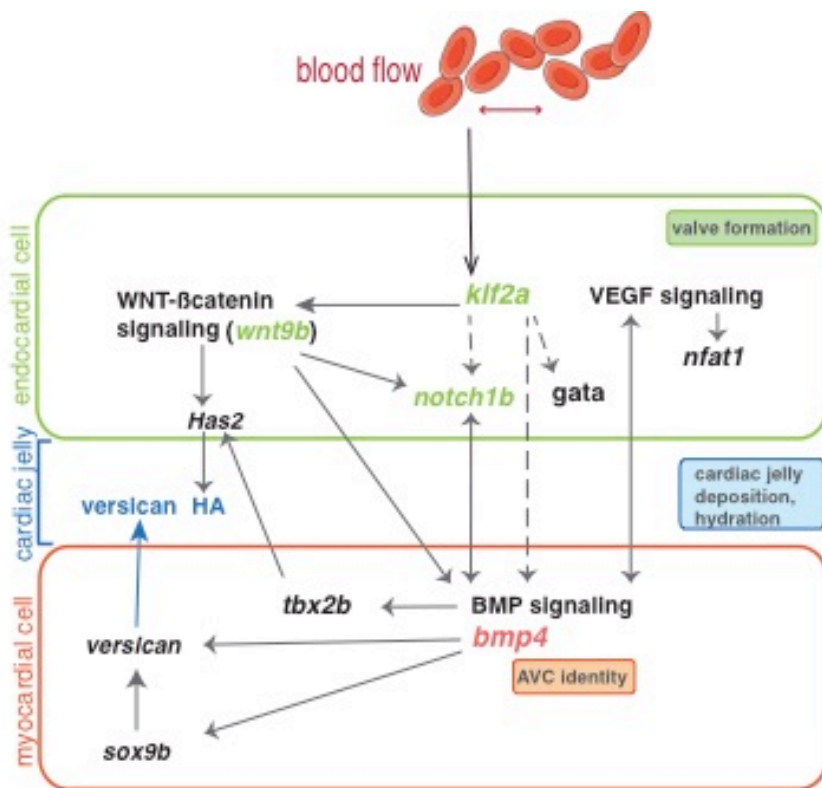 blood flow
endocardial cell
valve formation
klf2a
WNT-ßcatenin
signaling (wnt9b)
VEGF signaling
nfat1
notch1b
gata
Has2
cardiac jelly
versican HA
cardiac jelly
deposition,
hydration
myocardial cell
tbx2b
BMP signaling
bmp4
versican
AVC identity
sox9b